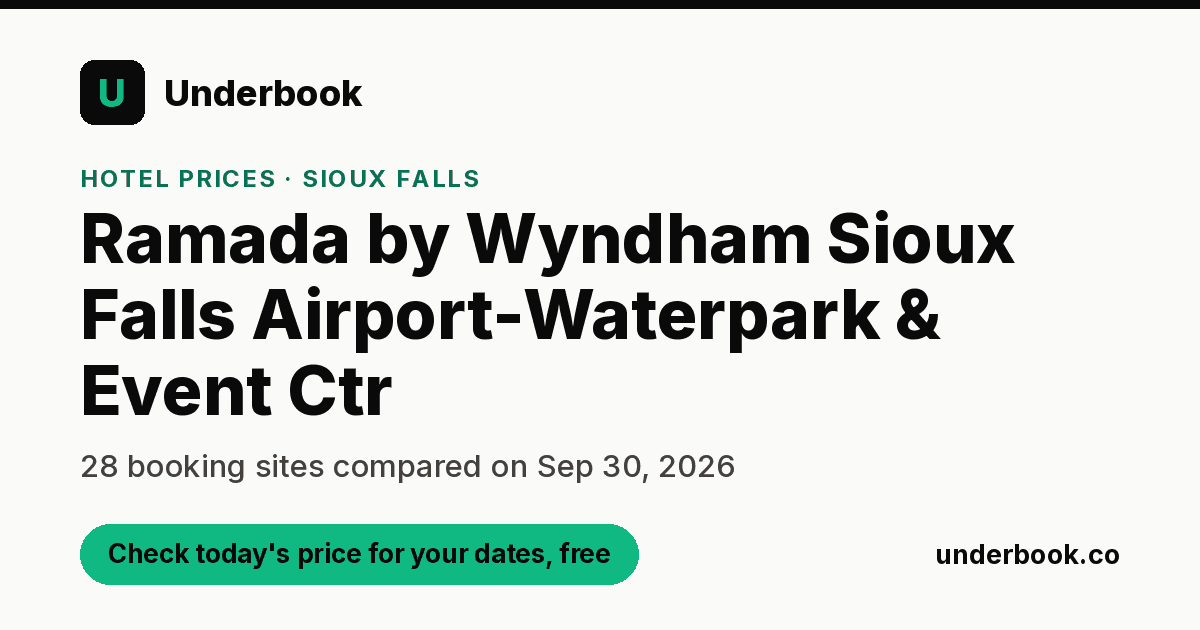 U Underbook
HOTEL PRICES · SIOUX FALLS
Ramada by Wyndham Sioux
Falls Airport-Waterpark &
Event Ctr
28 booking sites compared on Sep 30, 2026
Check today's price for your dates, free
underbook.co